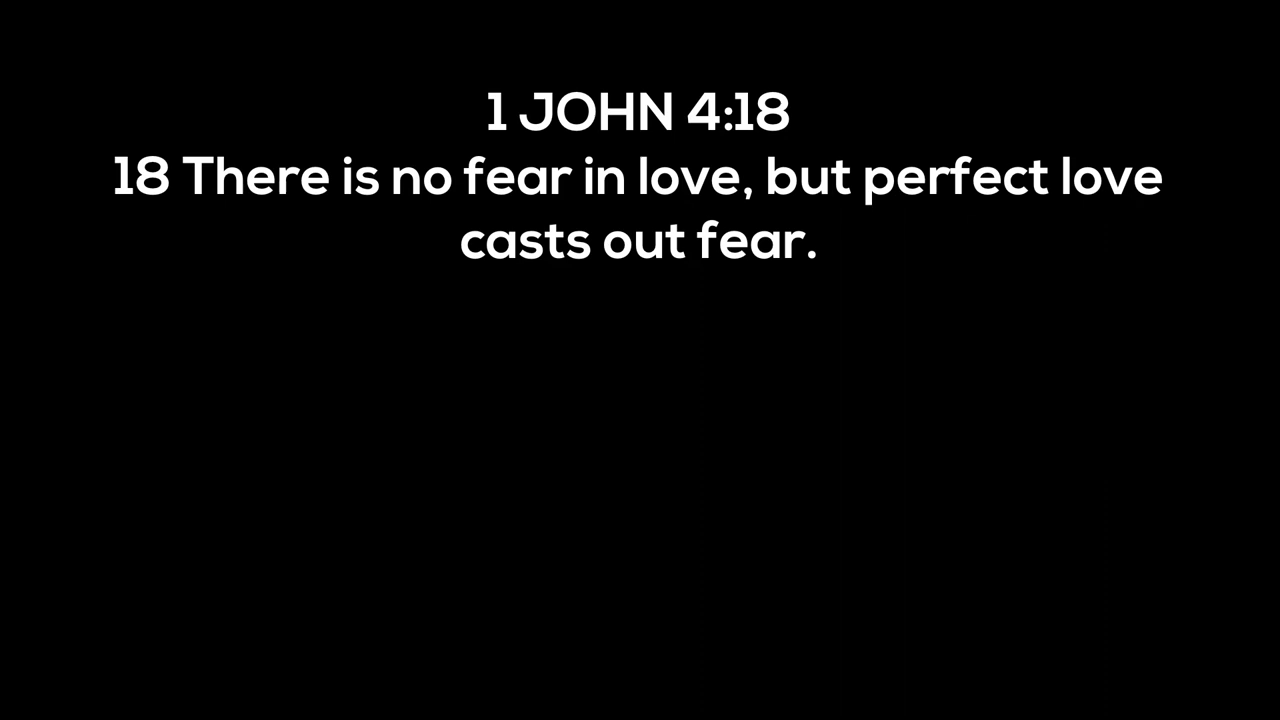 1 JOHN 4:18
18 There is no fear in love, but perfect love
casts out fear.